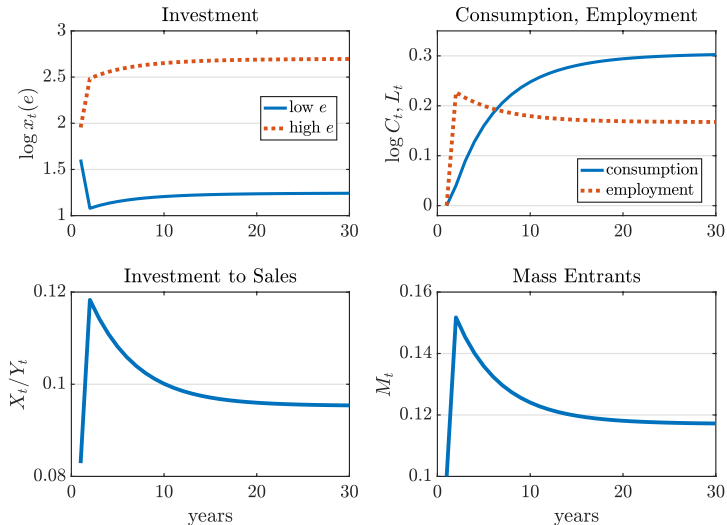 Investment
3
2.5
2
1.5
1
log x_t(e)
low e
high e
0
10
20
30
Consumption, Employment
0.3
0.2
0.1
0
log C_t, L_t
consumption
employment
0
10
20
30
Investment to Sales
0.12
0.1
0.08
X_t/Y_t
0
10
20
30
years
Mass Entrants
0.16
0.14
0.12
0.1
M_t
0
10
20
30
years